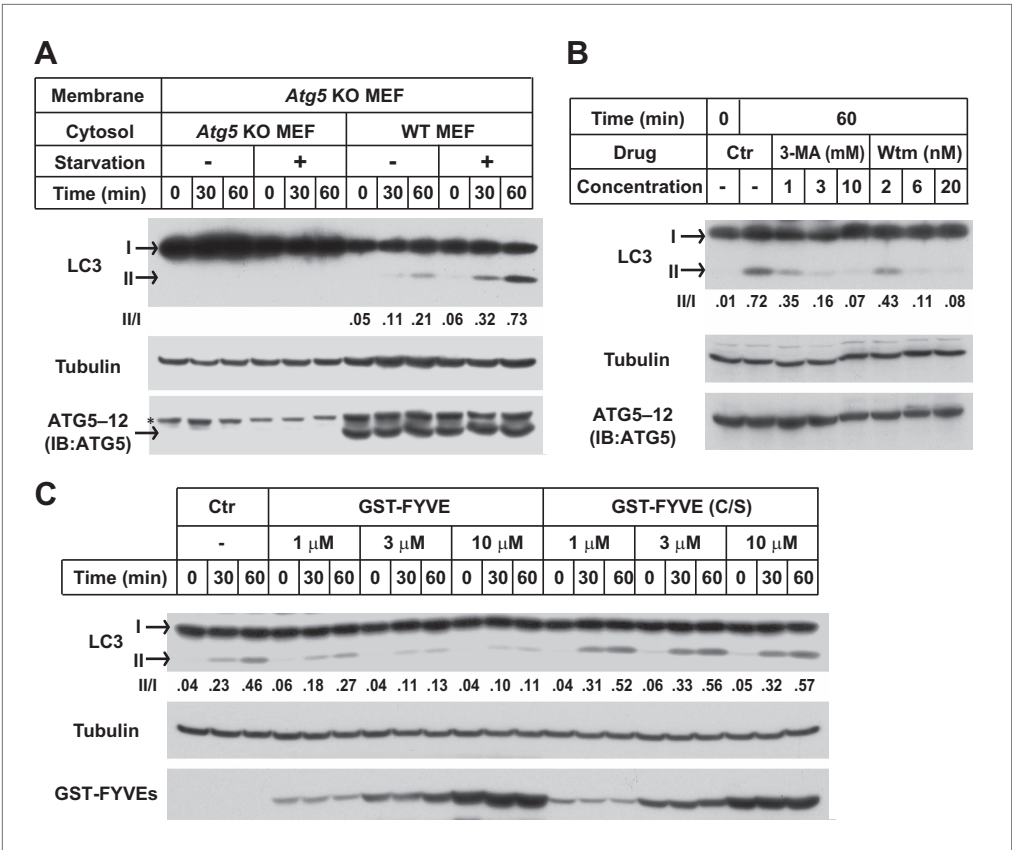 A
Membrane Atg5 KO MEF
Cytosol Atg5 KO MEF WT MEF
Starvation - + - +
Time (min) 0 30 60 0 30 60 0 30 60 0 30 60
I
LC3
II
II/I .05 .11 .21 .06 .32 .73
Tubulin
*
ATG5–12
(IB:ATG5)
B
Time (min) 0 60
Drug Ctr 3-MA (mM) Wtm (nM)
Concentration - - 1 3 10 2 6 20
I
LC3
II
II/I .01 .72 .35 .16 .07 .43 .11 .08
Tubulin
ATG5–12
(IB:ATG5)
C
Ctr GST-FYVE GST-FYVE (C/S)
- 1 μM 3 μM 10 μM 1 μM 3 μM 10 μM
Time (min) 0 30 60 0 30 60 0 30 60 0 30 60 0 30 60 0 30 60 0 30 60
I
LC3
II
II/I .04 .23 .46 .06 .18 .27 .04 .11 .13 .04 .10 .11 .04 .31 .52 .06 .33 .56 .05 .32 .57
Tubulin
GST-FYVEs